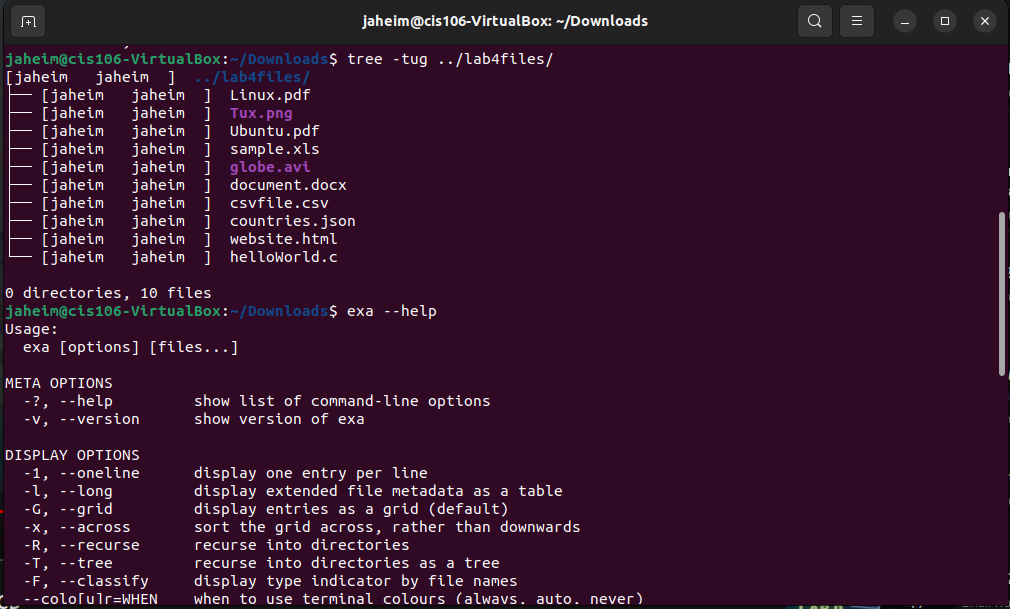 jaheim@cis106-VirtualBox: ~/Downloads
jaheim@cis106-VirtualBox:~/Downloads$ tree -tug ../lab4files/
[jaheim   jaheim  ]  ../lab4files/
├── [jaheim   jaheim  ]  Linux.pdf
├── [jaheim   jaheim  ]  Tux.png
├── [jaheim   jaheim  ]  Ubuntu.pdf
├── [jaheim   jaheim  ]  sample.xls
├── [jaheim   jaheim  ]  globe.avi
├── [jaheim   jaheim  ]  document.docx
├── [jaheim   jaheim  ]  csvfile.csv
├── [jaheim   jaheim  ]  countries.json
├── [jaheim   jaheim  ]  website.html
└── [jaheim   jaheim  ]  helloWorld.c
0 directories, 10 files
jaheim@cis106-VirtualBox:~/Downloads$ exa --help
Usage:
  exa [options] [files...]
META OPTIONS
  -?, --help         show list of command-line options
  -v, --version      show version of exa
DISPLAY OPTIONS
  -1, --oneline      display one entry per line
  -l, --long         display extended file metadata as a table
  -G, --grid         display entries as a grid (default)
  -x, --across       sort the grid across, rather than downwards
  -R, --recurse      recurse into directories
  -T, --tree         recurse into directories as a tree
  -F, --classify     display type indicator by file names
  --colo[u]r=WHEN    when to use terminal colours (always, auto, never)